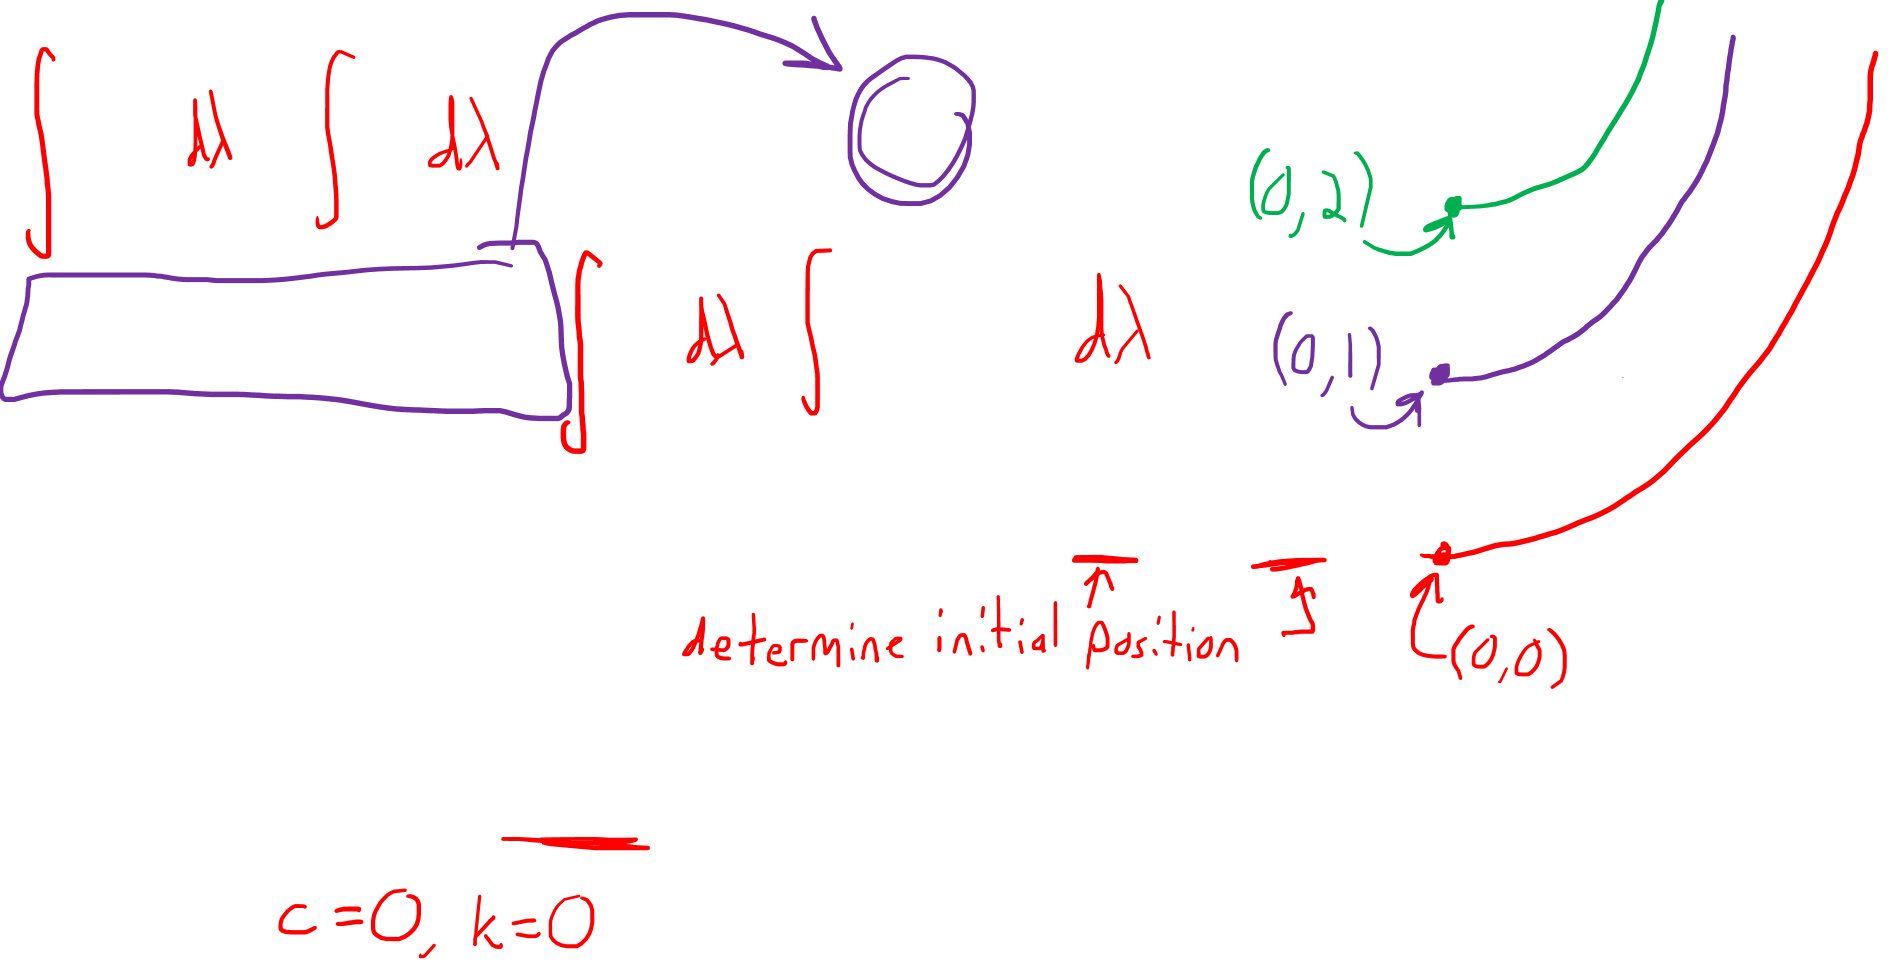 ∫ dλ ∫ dλ
(0,2)
∫ dλ ∫ dλ
(0,1)
determine initial position
(0,0)
c=0, k=0